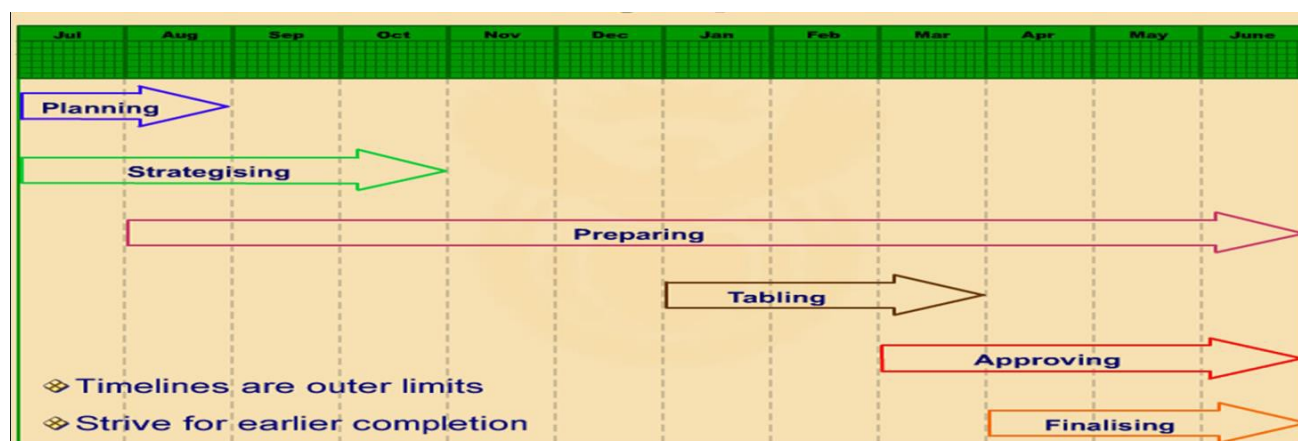 Jul Aug Sep Oct Nov Dec Jan Feb Mar Apr May June
Planning
Strategising
Preparing
Tabling
Approving
Timelines are outer limits
Strive for earlier completion
Finalising